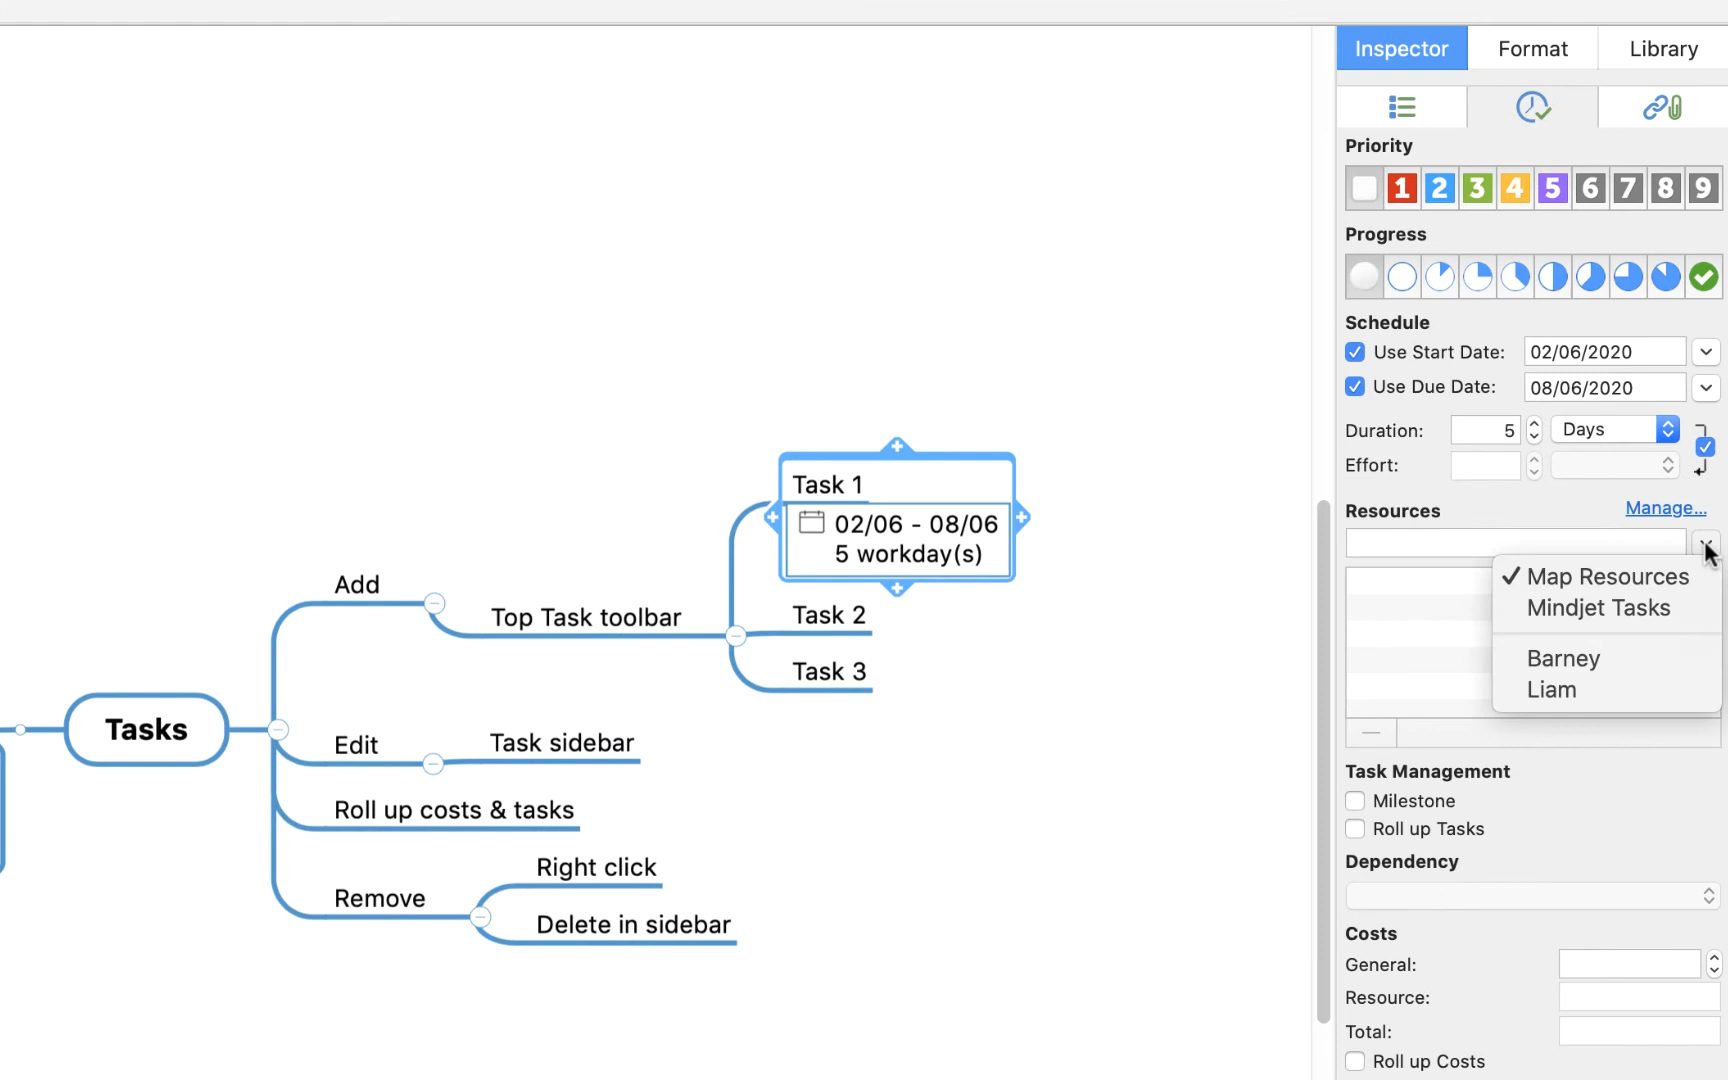 Inspector
Format
Library
Priority
1 2 3 4 5 6 7 8 9
Progress
Schedule
Use Start Date: 02/06/2020
Use Due Date: 08/06/2020
Duration: 5 Days
Effort:
Resources Manage...
Map Resources
Mindjet Tasks
Barney
Liam
Task Management
Milestone
Roll up Tasks
Dependency
Costs
General:
Resource:
Total:
Roll up Costs
Tasks
Add
Top Task toolbar
Task 1
02/06 - 08/06
5 workday(s)
Task 2
Task 3
Edit
Task sidebar
Roll up costs & tasks
Remove
Right click
Delete in sidebar